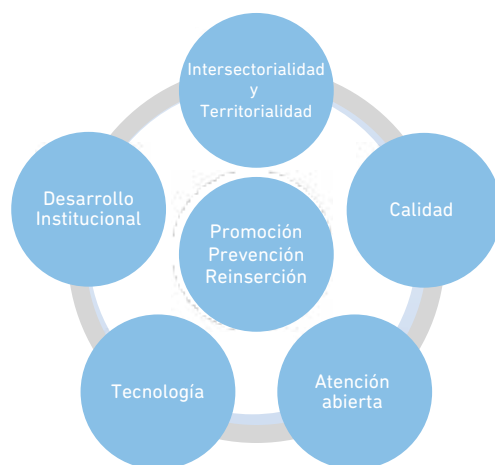 Intersectorialidad
y
Territorialidad
Desarrollo
Institucional
Calidad
Promoción
Prevención
Reinserción
Tecnología
Atención
abierta